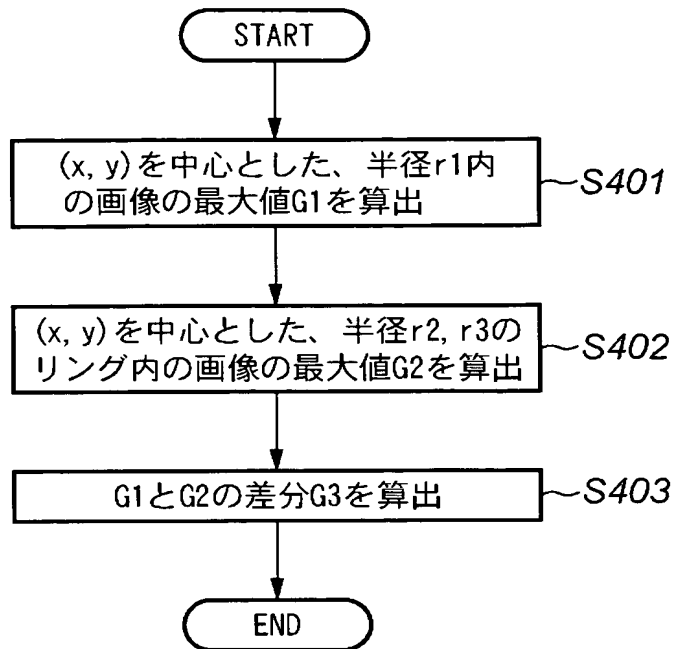 START
(x, y)を中心とした、半径r1内
の画像の最大値G1を算出
S401
(x, y)を中心とした、半径r2, r3の
リング内の画像の最大値G2を算出
S402
G1とG2の差分G3を算出
S403
END